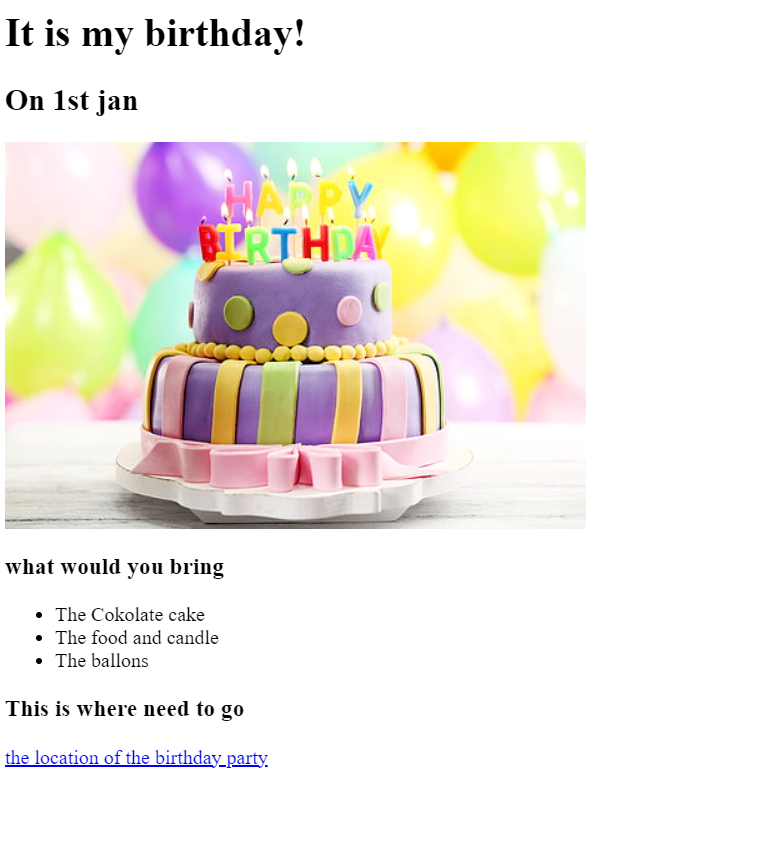 It is my birthday!
On 1st jan
HAPPY
BIRTHDAY
what would you bring
The Cokolate cake
The food and candle
The ballons
This is where need to go
the location of the birthday party